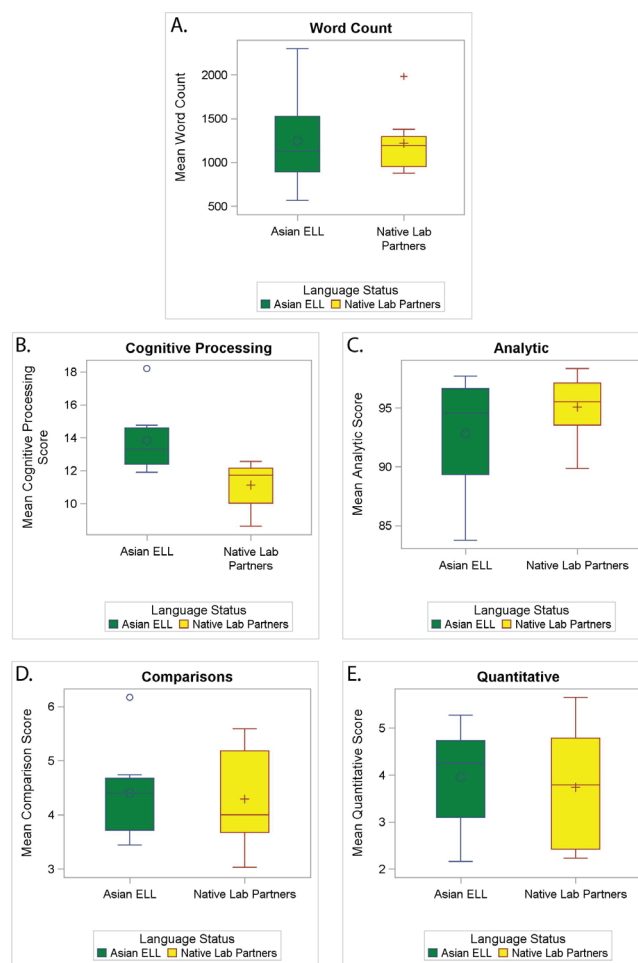 A.
Word Count
Mean Word Count
2000
1500
1000
500
Asian ELL
Native Lab
Partners
Language Status
Asian ELL Native Lab Partners
B.
Cognitive Processing
Mean Cognitive Processing
Score
18
16
14
12
10
Asian ELL
Native Lab
Partners
Language Status
Asian ELL Native Lab Partners
C.
Analytic
Mean Analytic Score
95
90
85
Asian ELL
Native Lab Partners
Language Status
Asian ELL Native Lab Partners
D.
Comparisons
Mean Comparison Score
6
5
4
3
Asian ELL
Native Lab Partners
Language Status
Asian ELL Native Lab Partners
E.
Quantitative
Mean Quantitative Score
5
4
3
2
Asian ELL
Native Lab Partners
Language Status
Asian ELL Native Lab Partners